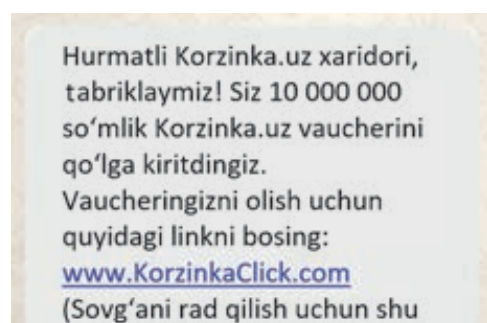 Hurmatli Korzinka.uz xaridori,
tabriklaymiz! Siz 10 000 000
so‘mlik Korzinka.uz vaucherini
qo‘lga kiritdingiz.
Vaucheringizni olish uchun
quyidagi linkni bosing:
www.KorzinkaClick.com
(Sovg‘ani rad qilish uchun shu